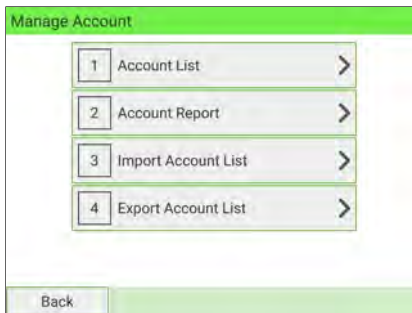 Manage Account
1 Account List
2 Account Report
3 Import Account List
4 Export Account List
Back